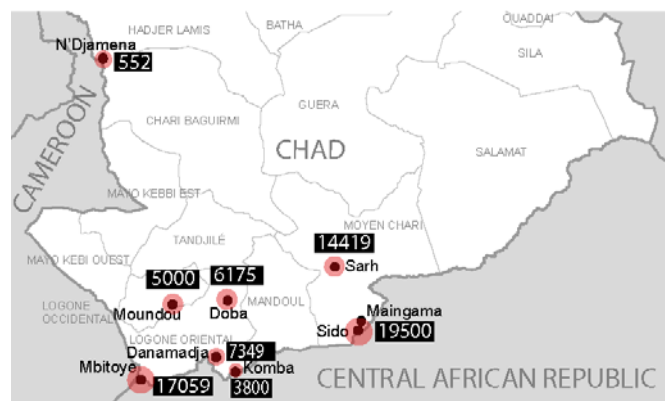 OUADDAI
HADJER LAMIS
BATHA
N'Djamena
552
SILA
GUERA
CHARI BAGUIRMI
CAMEROON
CHAD
SALAMAT
MAYO KEBBI EST
MOYEN CHARI
14419
TANDJILÉ
Sarh
MAYO KEBI OUEST
5000
6175
MANDOUL
LOGONE
OCCIDENTAL
Moundou
Doba
Maingama
Sido
19500
LOGONE ORIENTAL
Danamadja
7349
Mbitoye
Komba
17059
3800
CENTRAL AFRICAN REPUBLIC